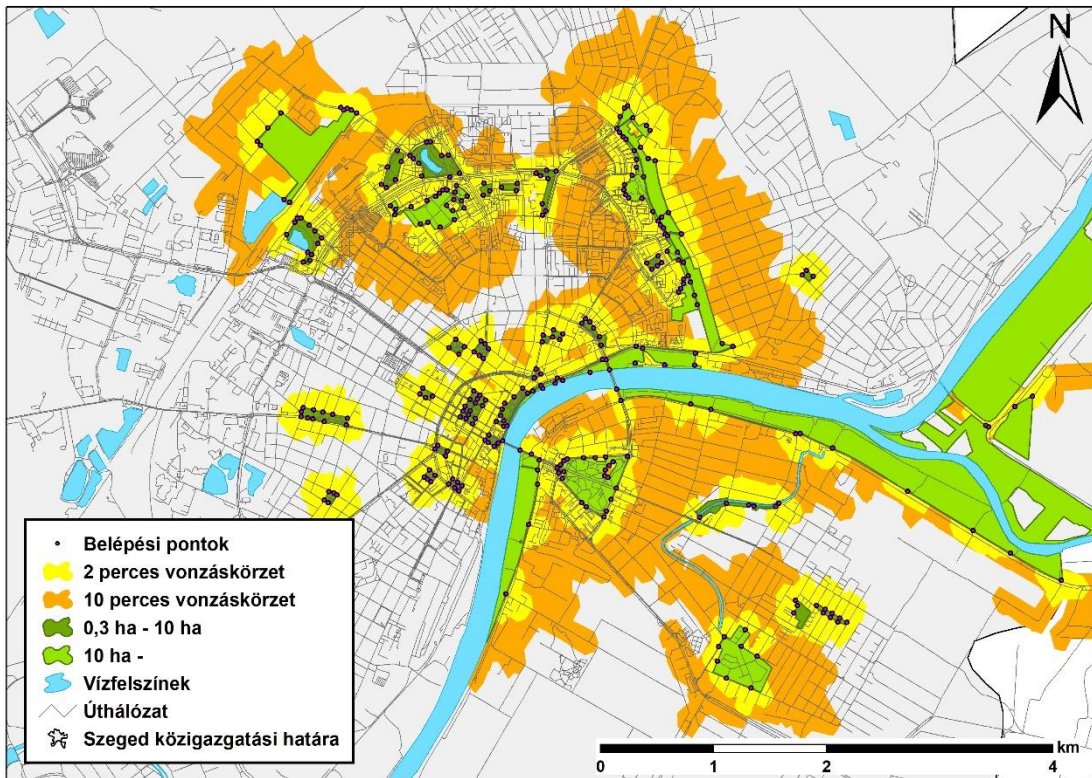 N
Belépési pontok
2 perces vonzáskörzet
10 perces vonzáskörzet
0,3 ha - 10 ha
10 ha -
Vízfelszínek
Úthálózat
Szeged közigazgatási határa
km
0 1 2 4